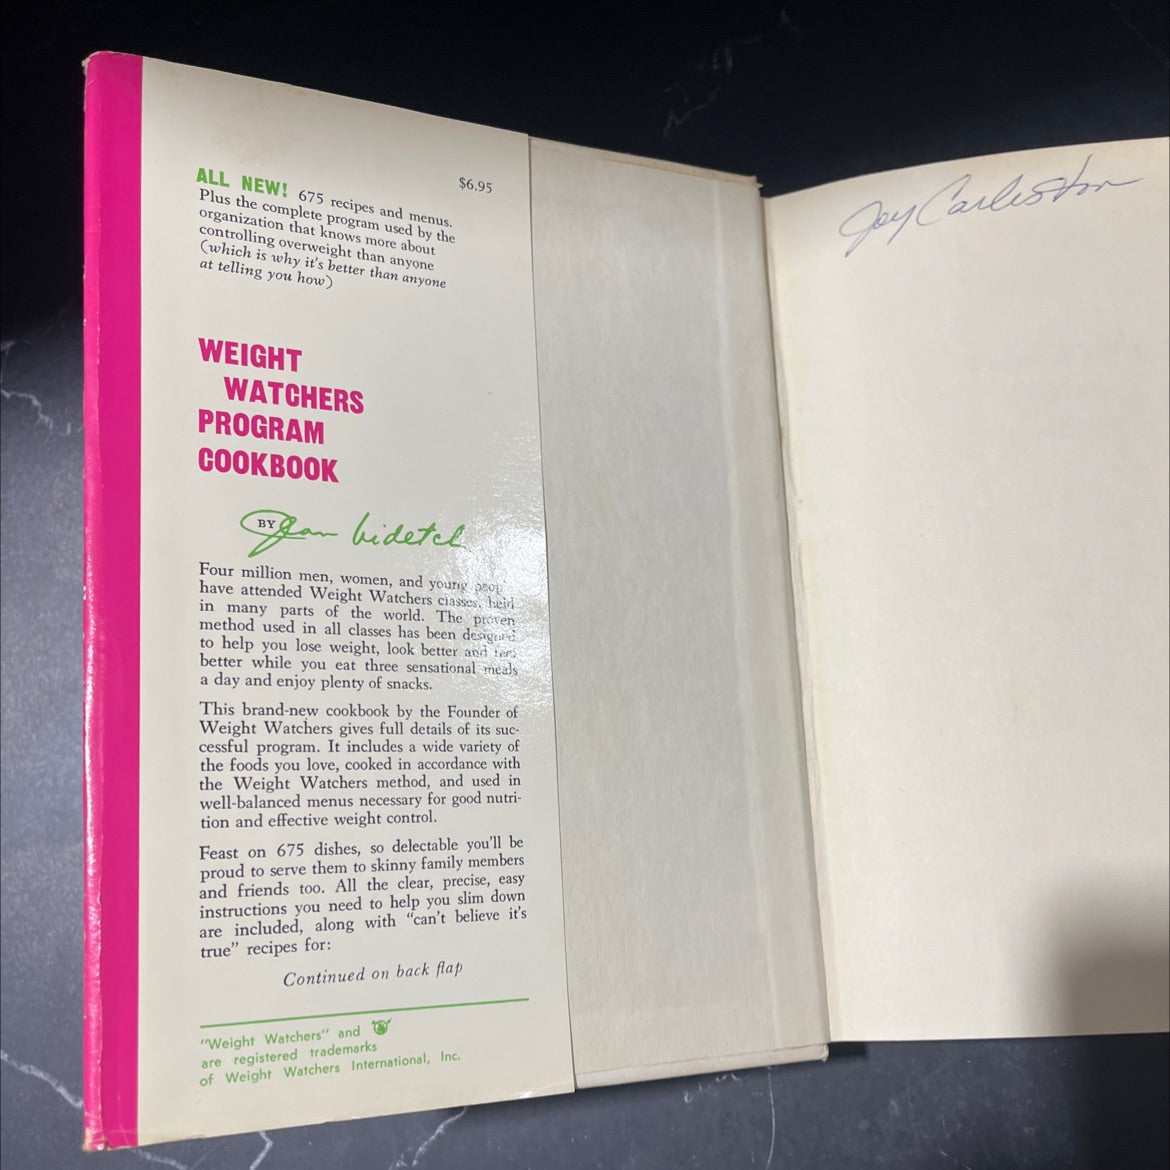 ALL NEW! 675 recipes and menus.
$6.95
Plus the complete program used by the
organization that knows more about
controlling overweight than anyone
(which is why it's better than anyone
at telling you how)
WEIGHT
WATCHERS
PROGRAM
COOKBOOK
BY Jean Nidetch
Four million men, women, and young people
have attended Weight Watchers classes, held
in many parts of the world. The proven
method used in all classes has been designed
to help you lose weight, look better and feel
better while you eat three sensational meals
a day and enjoy plenty of snacks.
This brand-new cookbook by the Founder of
Weight Watchers gives full details of its suc-
cessful program. It includes a wide variety of
the foods you love, cooked in accordance with
the Weight Watchers method, and used in
well-balanced menus necessary for good nutri-
tion and effective weight control.
Feast on 675 dishes, so delectable you'll be
proud to serve them to skinny family members
and friends too. All the clear, precise, easy
instructions you need to help you slim down
are included, along with "can't believe it's
true" recipes for:
Continued on back flap
"Weight Watchers" and
are registered trademarks
of Weight Watchers International, Inc.
Joy Carleston